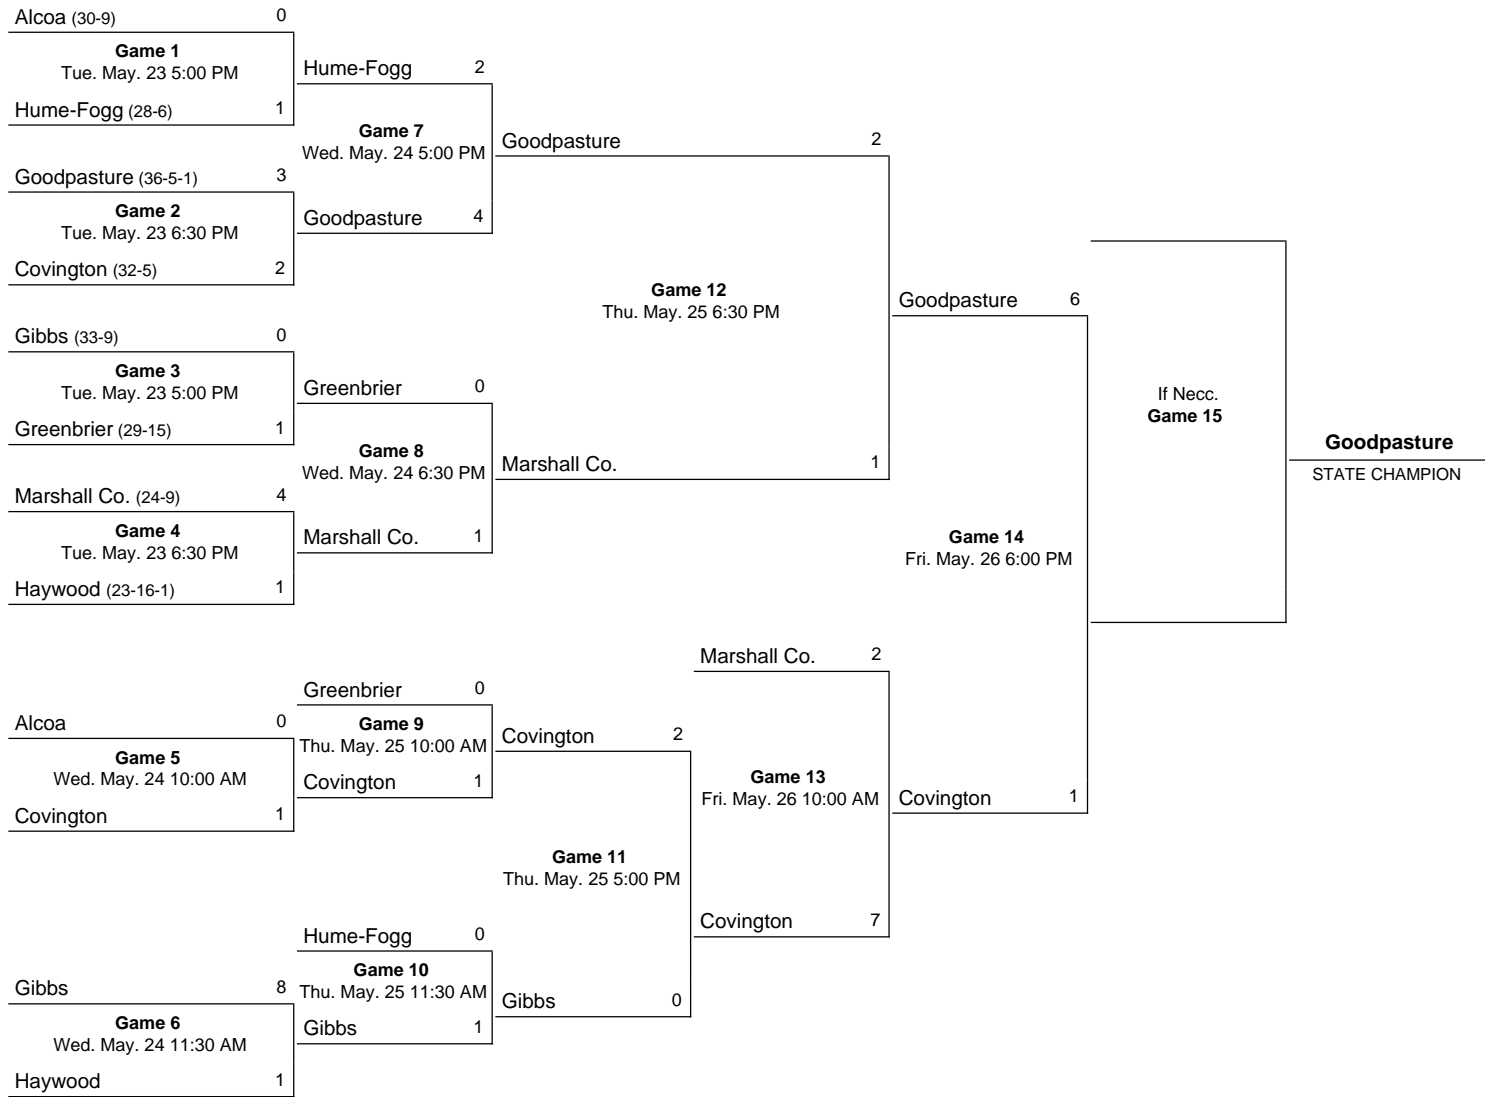 Alcoa (30-9) 0
Game 1
Tue. May. 23 5:00 PM
Hume-Fogg (28-6) 1
Goodpasture (36-5-1) 3
Game 2
Tue. May. 23 6:30 PM
Covington (32-5) 2
Gibbs (33-9) 0
Game 3
Tue. May. 23 5:00 PM
Greenbrier (29-15) 1
Marshall Co. (24-9) 4
Game 4
Tue. May. 23 6:30 PM
Haywood (23-16-1) 1
Alcoa 0
Game 5
Wed. May. 24 10:00 AM
Covington 1
Gibbs 8
Game 6
Wed. May. 24 11:30 AM
Haywood 1
Hume-Fogg 2
Game 7
Wed. May. 24 5:00 PM
Goodpasture 4
Greenbrier 0
Game 8
Wed. May. 24 6:30 PM
Marshall Co. 1
Greenbrier 0
Game 9
Thu. May. 25 10:00 AM
Covington 1
Hume-Fogg 0
Game 10
Thu. May. 25 11:30 AM
Gibbs 1
Goodpasture 2
Game 12
Thu. May. 25 6:30 PM
Marshall Co. 1
Covington 2
Game 11
Thu. May. 25 5:00 PM
Gibbs 0
Marshall Co. 2
Game 13
Fri. May. 26 10:00 AM
Covington 7
Goodpasture 6
Game 14
Fri. May. 26 6:00 PM
Covington 1
If Necc.
Game 15
Goodpasture
STATE CHAMPION